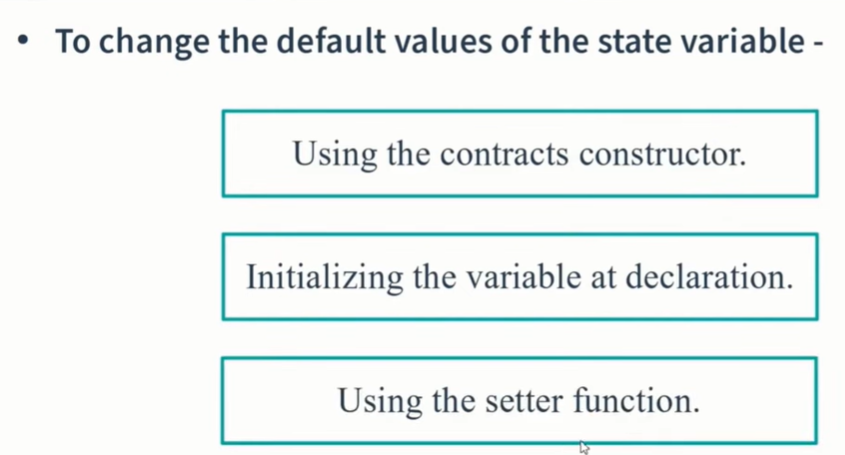 • To change the default values of the state variable -
Using the contracts constructor.
Initializing the variable at declaration.
Using the setter function.